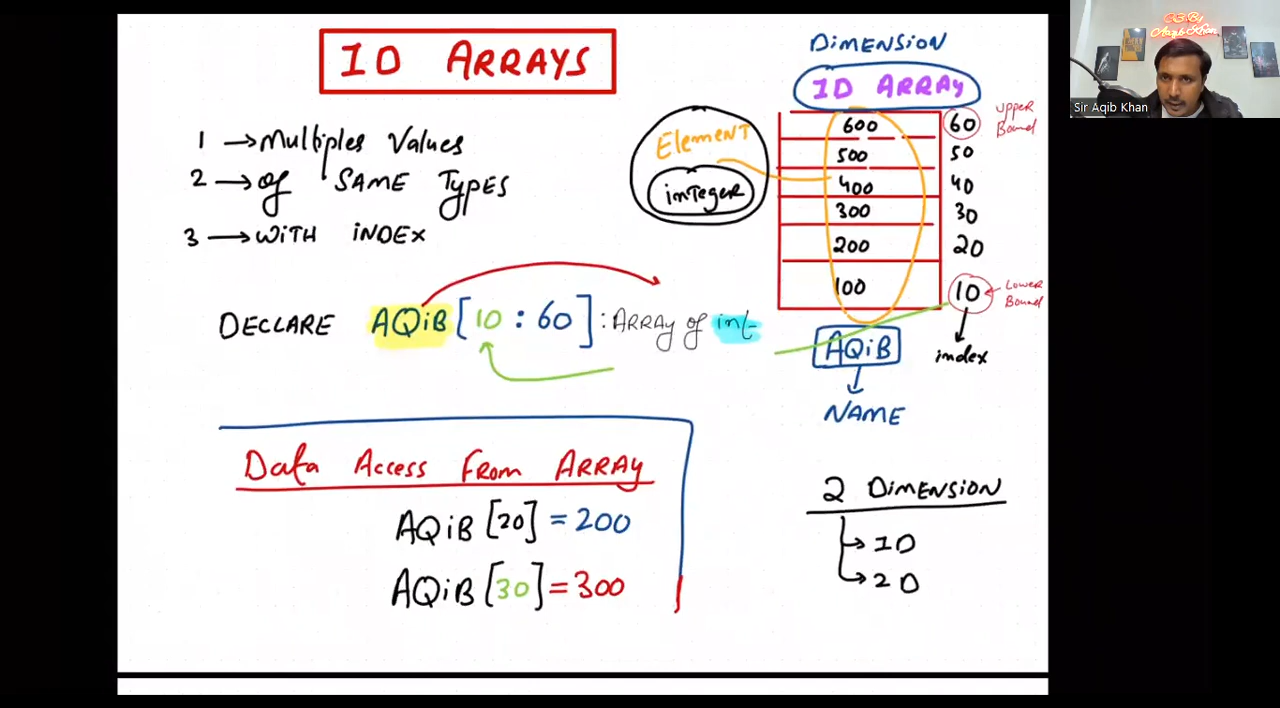 1D ARRAYS
1 → Multiples Values
2 → of SAME TYPES
3 → WITH INDEX
DECLARE AQiB [10 : 60] : ARRAY of int
Data Access From ARRAY
AQiB [20] = 200
AQiB [30] = 300
DIMENSION
1D ARRAY
Element
integer
600 60 Upper Bound
500 50
400 40
300 30
200 20
100 10 Lower Bound
AQiB
index
NAME
2 DIMENSION
1D
2D
Aqib Khan
Sir Aqib Khan